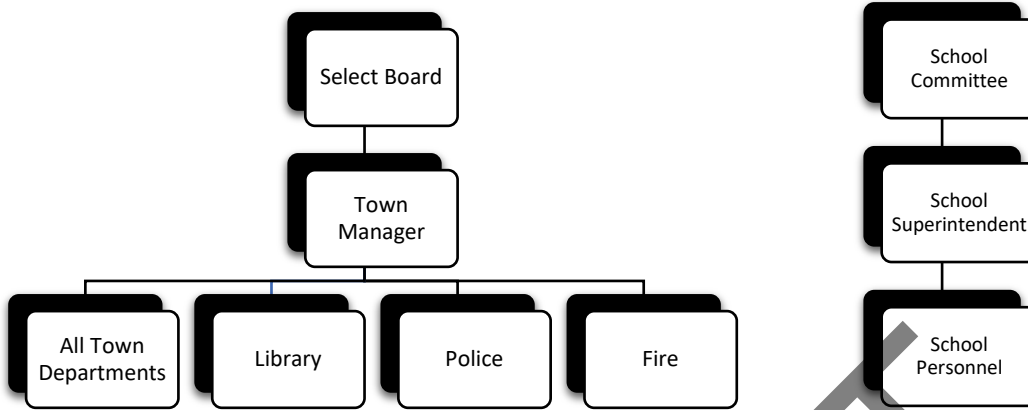 Select Board
Town
Manager
All Town
Departments
Library
Police
Fire
School
Committee
School
Superintendent
School
Personnel